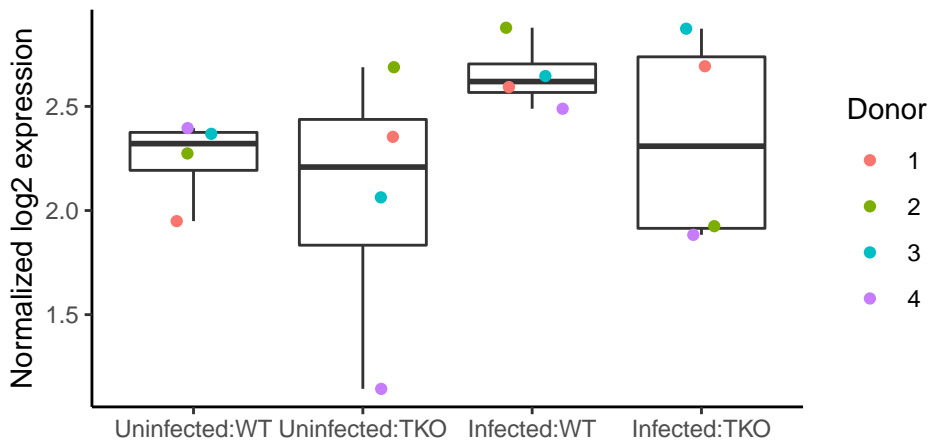 Normalized log2 expression
2.5
2.0
1.5
Uninfected:WT
Uninfected:TKO
Infected:WT
Infected:TKO
Donor
1
2
3
4